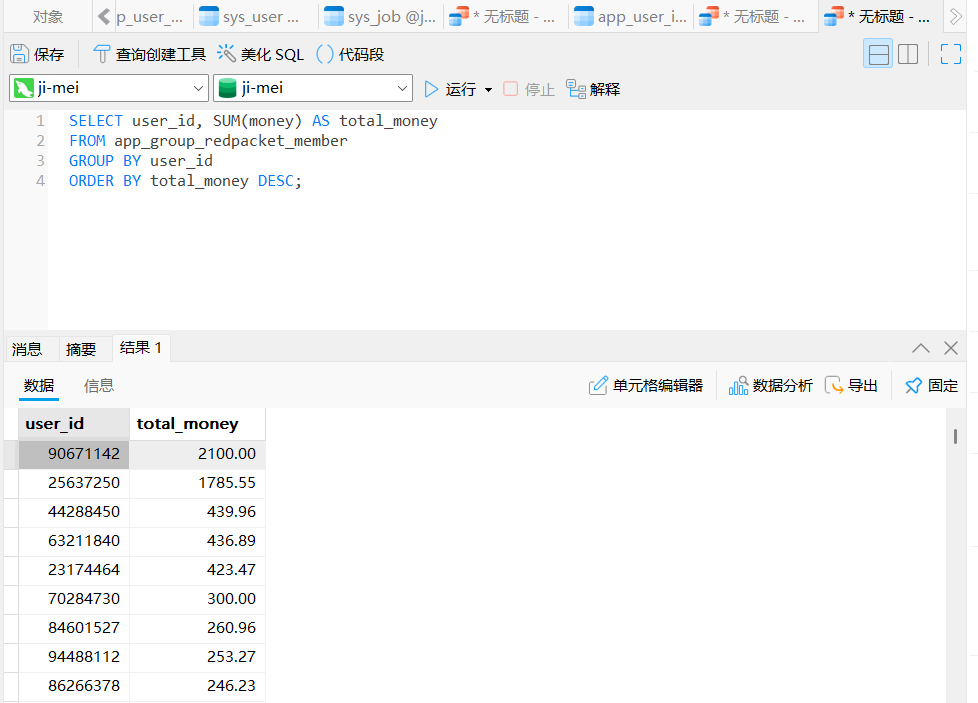 对象 p_user_... sys_user ... sys_job @j... * 无标题 - ... app_user_i... * 无标题 - ... * 无标题 - ...
保存 查询创建工具 美化 SQL () 代码段
ji-mei ji-mei 运行 停止 解释
1 SELECT user_id, SUM(money) AS total_money
2 FROM app_group_redpacket_member
3 GROUP BY user_id
4 ORDER BY total_money DESC;
消息 摘要 结果 1
数据 信息 单元格编辑器 数据分析 导出 固定
user_id total_money
90671142 2100.00
25637250 1785.55
44288450 439.96
63211840 436.89
23174464 423.47
70284730 300.00
84601527 260.96
94488112 253.27
86266378 246.23